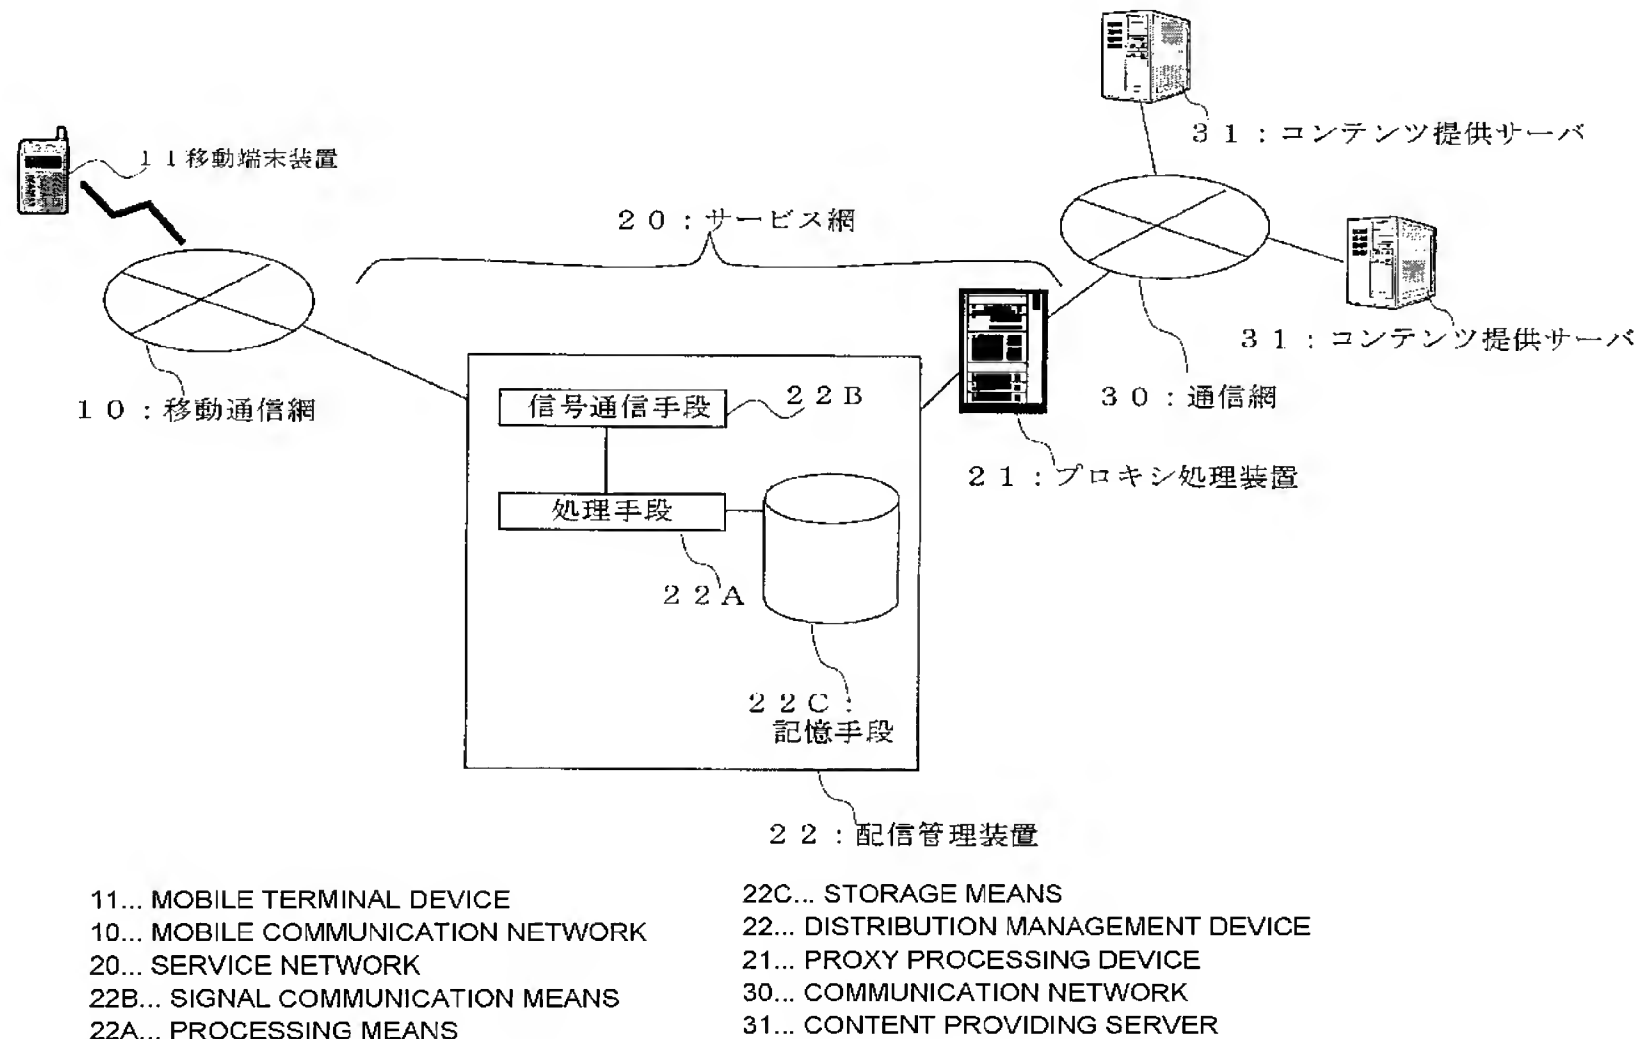 ３１：コンテンツ提供サーバ
１１移動端末装置
２０：サービス網
３１：コンテンツ提供サーバ
１０：移動通信網
信号通信手段
２２Ｂ
３０：通信網
２１：プロキシ処理装置
処理手段
２２Ａ
２２Ｃ：
記憶手段
２２：配信管理装置
11... MOBILE TERMINAL DEVICE
10... MOBILE COMMUNICATION NETWORK
20... SERVICE NETWORK
22B... SIGNAL COMMUNICATION MEANS
22A... PROCESSING MEANS
22C... STORAGE MEANS
22... DISTRIBUTION MANAGEMENT DEVICE
21... PROXY PROCESSING DEVICE
30... COMMUNICATION NETWORK
31... CONTENT PROVIDING SERVER